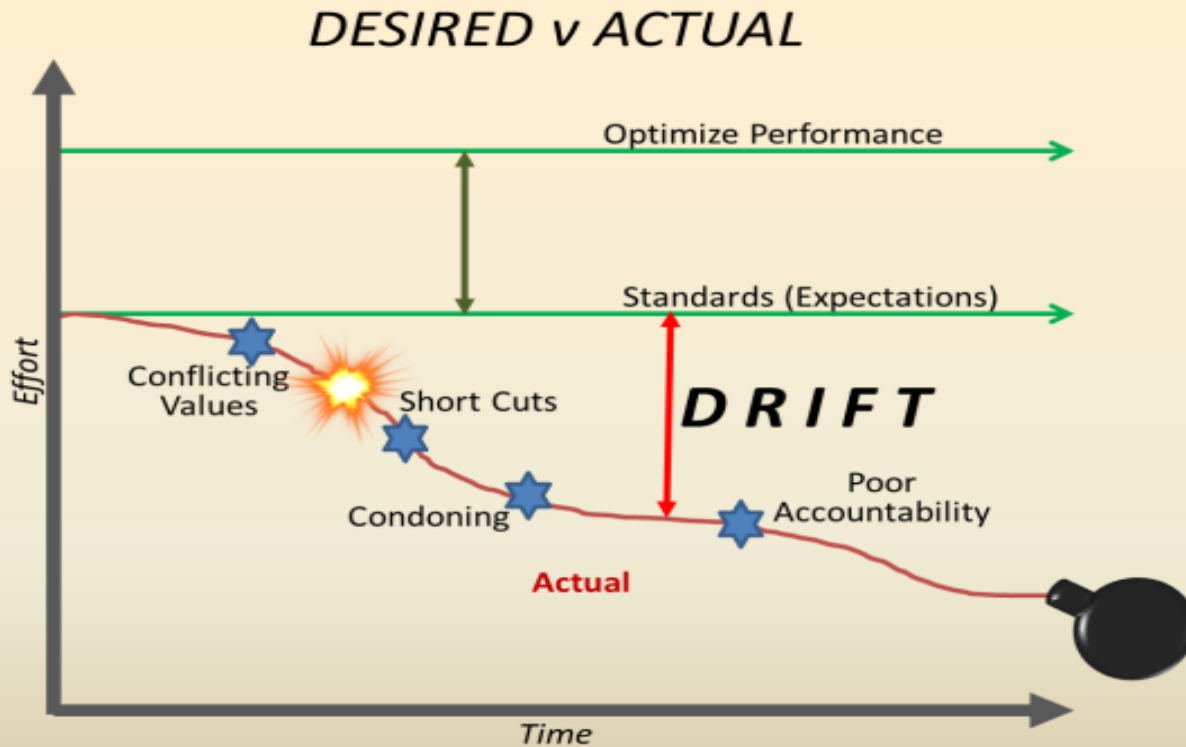 DESIRED v ACTUAL
Optimize Performance
Standards (Expectations)
Effort
Conflicting
Values
Short Cuts
DRIFT
Condoning
Poor
Accountability
Actual
Time